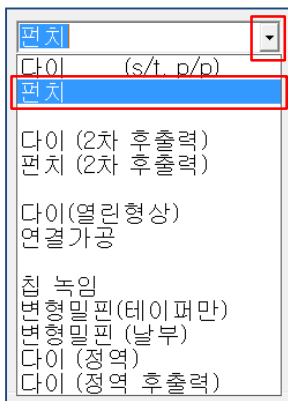 펀치
다이 (s/t, p/p)
펀치
다이 (2차 후출력)
펀치 (2차 후출력)
다이(열린형상)
연결가공
칩 녹임
변형밀핀(테이퍼만)
변형밀핀 (날부)
다이 (정역)
다이 (정역 후출력)